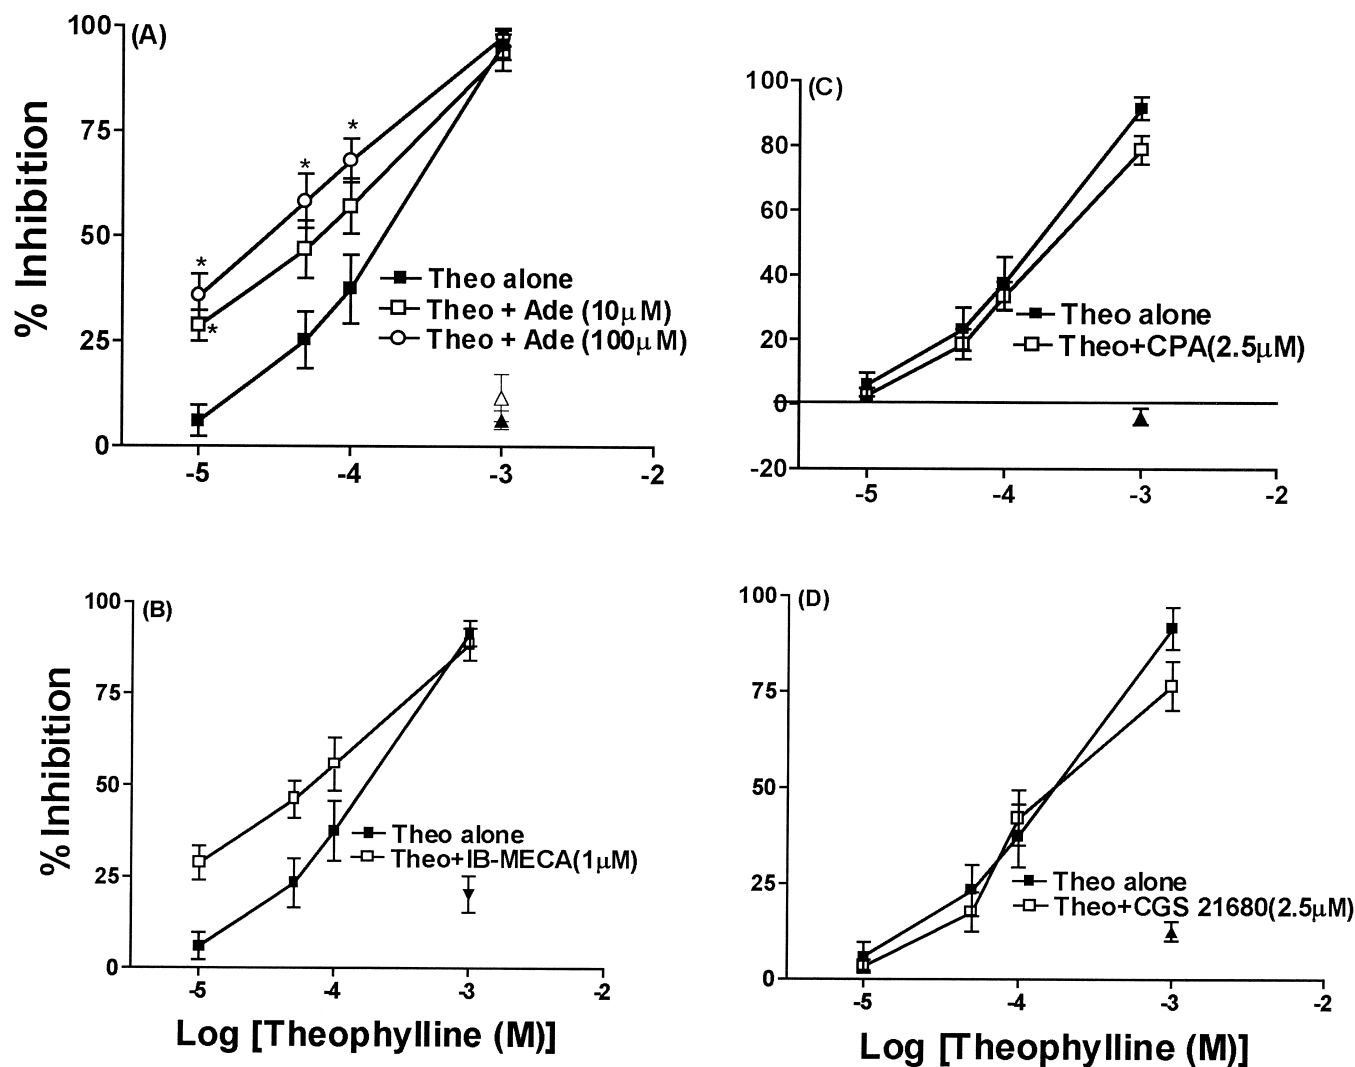 (A)
% Inhibition
100
75
50
25
0
*
*
*
*
Theo alone
Theo + Ade (10μM)
Theo + Ade (100μM)
-5
-4
-3
-2
(C)
100
80
60
40
20
0
-20
Theo alone
Theo+CPA(2.5μM)
-5
-4
-3
-2
(B)
% Inhibition
100
75
50
25
0
Theo alone
Theo+IB-MECA(1μM)
-5
-4
-3
-2
Log [Theophylline (M)]
(D)
100
75
50
25
0
Theo alone
Theo+CGS 21680(2.5μM)
-5
-4
-3
-2
Log [Theophylline (M)]